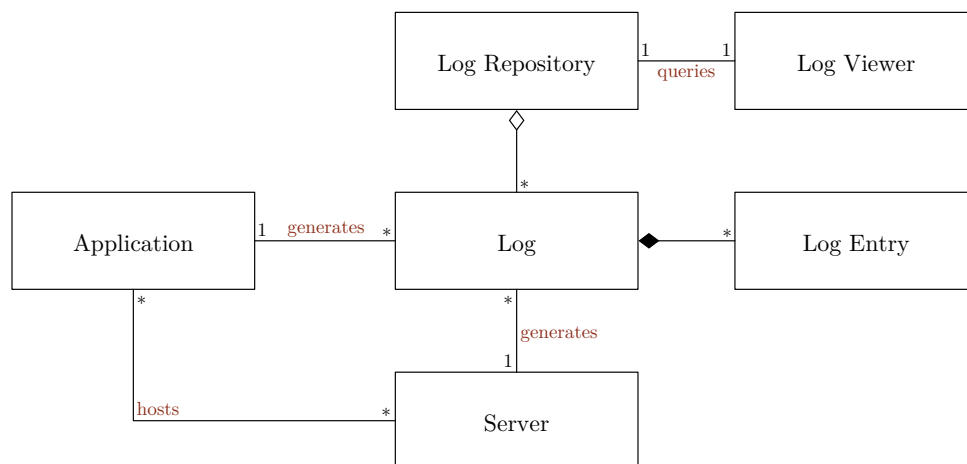 Log Repository
1
1
queries
Log Viewer
*
Application
1
generates
*
Log
*
Log Entry
*
*
generates
1
hosts
*
Server